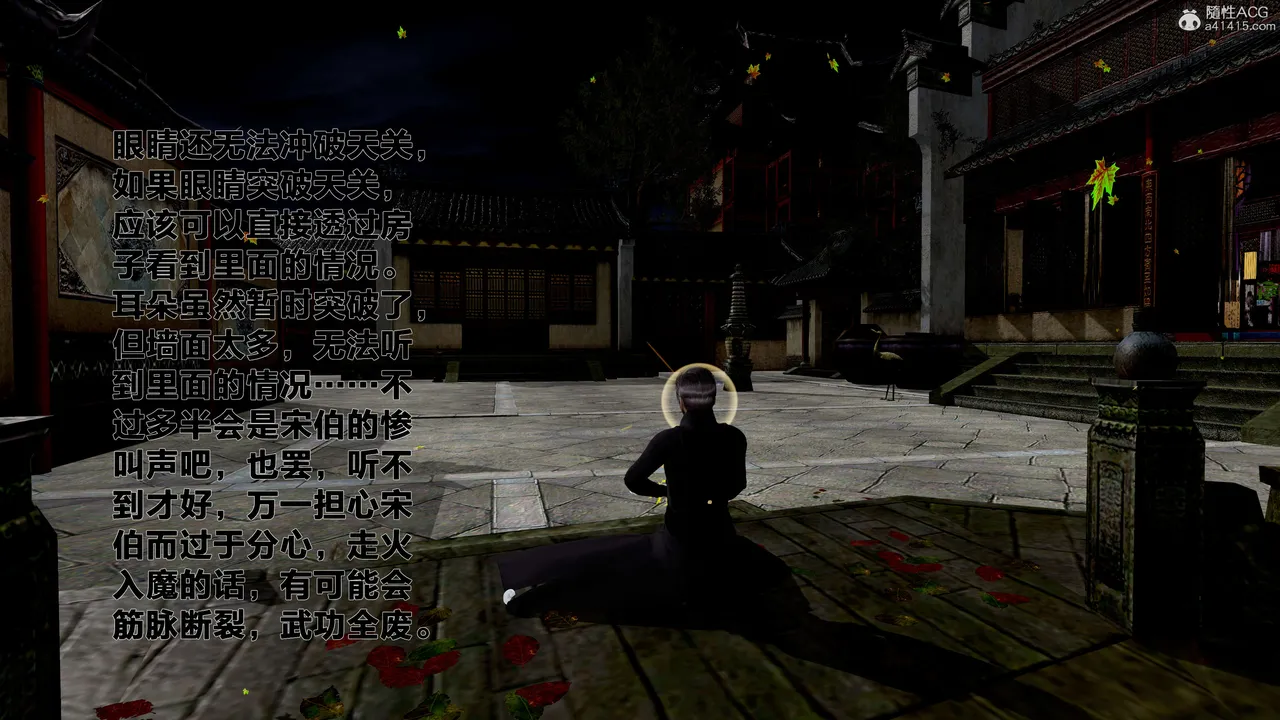 隨性ACG
a41415.com
眼睛还无法冲破天关，
如果眼睛突破天关，
应该可以直接透过房
子看到里面的情况。
耳朵虽然暂时突破了，
但墙面太多，无法听
到里面的情况……不
过多半会是宋伯的惨
叫声吧，也罢，听不
到才好，万一担心宋
伯而过于分心，走火
入魔的话，有可能会
筋脉断裂，武功全废。